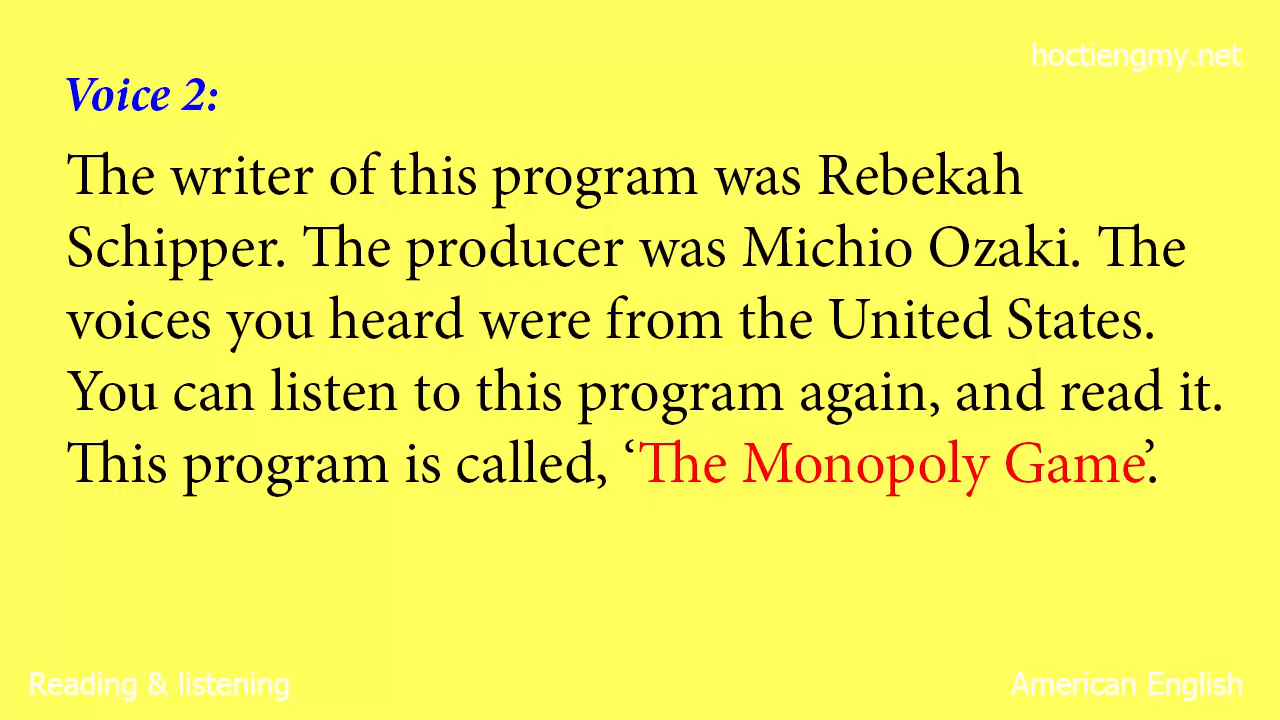 hoctiengmy.net
Voice 2:
The writer of this program was Rebekah
Schipper. The producer was Michio Ozaki. The
voices you heard were from the United States.
You can listen to this program again, and read it.
This program is called, ‘The Monopoly Game’.
Reading & listening
American English